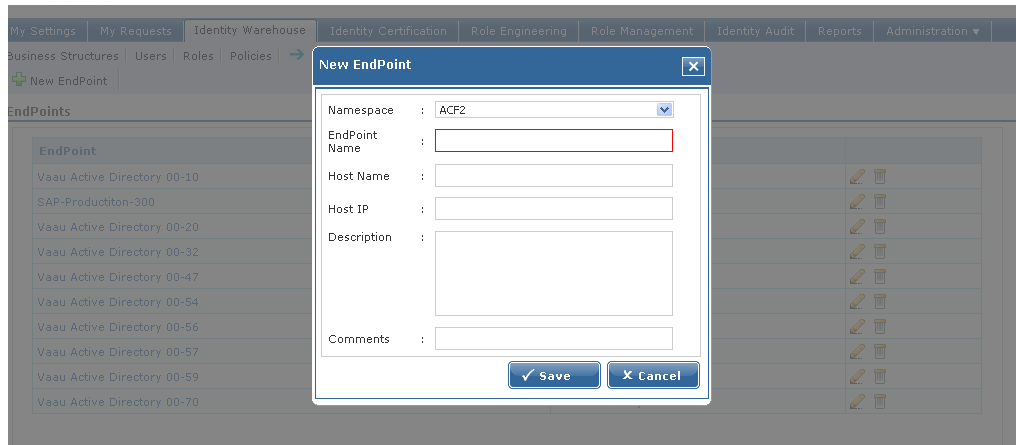 My Settings My Requests Identity Warehouse Identity Certification Role Engineering Role Management Identity Audit Reports Administration
Business Structures Users Roles Policies
New EndPoint
EndPoints
EndPoint
Vaau Active Directory 00-10
SAP-Productiton-300
Vaau Active Directory 00-20
Vaau Active Directory 00-32
Vaau Active Directory 00-47
Vaau Active Directory 00-54
Vaau Active Directory 00-56
Vaau Active Directory 00-57
Vaau Active Directory 00-59
Vaau Active Directory 00-70
New EndPoint
Namespace : ACF2
EndPoint
Name :
Host Name :
Host IP :
Description :
Comments :
Save X Cancel